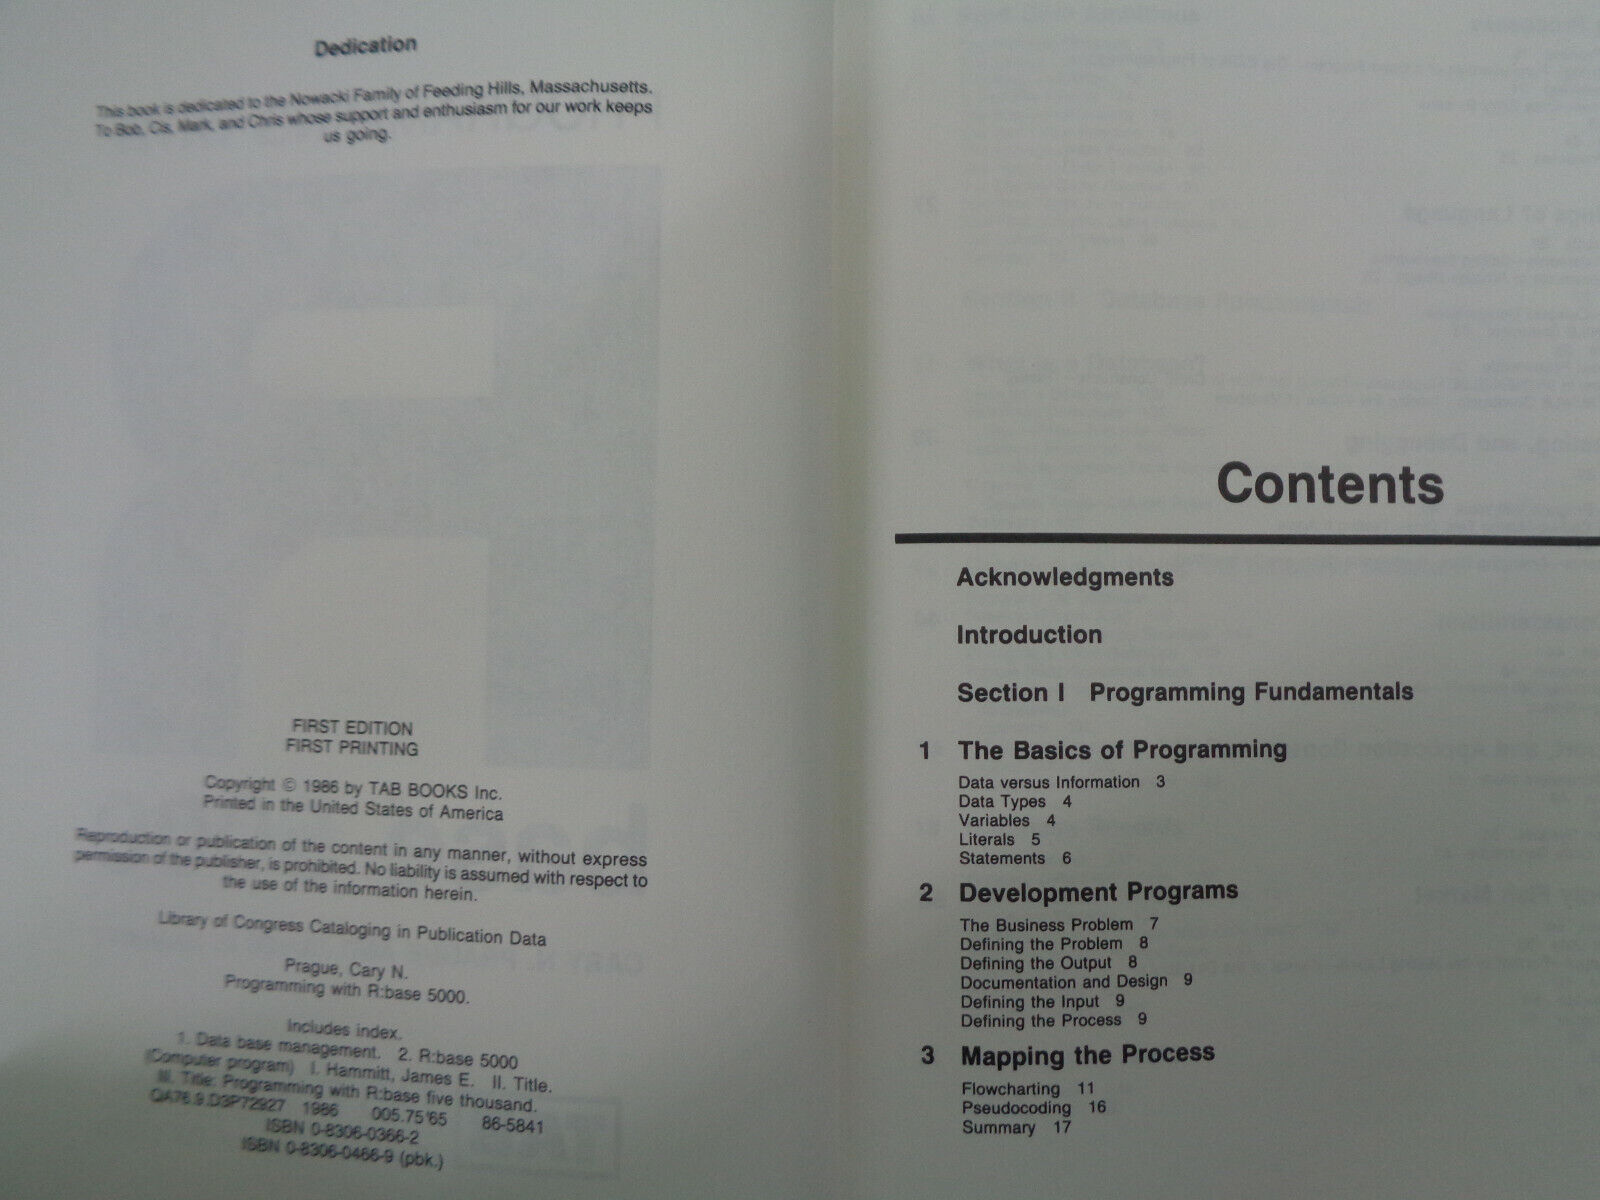 Dedication
This book is dedicated to the Nowacki Family of Feeding Hills, Massachusetts.
To Bob, Cis, Mark, and Chris whose support and enthusiasm for our work keeps
us going.
FIRST EDITION
FIRST PRINTING
Copyright © 1986 by TAB BOOKS Inc.
Printed in the United States of America
Reproduction or publication of the content in any manner, without express
permission of the publisher, is prohibited. No liability is assumed with respect to
the use of the information herein.
Library of Congress Cataloging in Publication Data
Prague, Cary N.
Programming with R:base 5000.
Includes index.
1. Data base management. 2. R:base 5000
(Computer program) I. Hammitt, James E. II. Title.
III. Title: Programming with R:base five thousand.
QA76.9.D3P72927 1986 005.75'65 86-5841
ISBN 0-8306-0366-2
ISBN 0-8306-0466-9 (pbk.)
Contents
Acknowledgments
Introduction
Section I Programming Fundamentals
1 The Basics of Programming
Data versus Information 3
Data Types 4
Variables 4
Literals 5
Statements 6
2 Development Programs
The Business Problem 7
Defining the Problem 8
Defining the Output 8
Documentation and Design 9
Defining the Input 9
Defining the Process 9
3 Mapping the Process
Flowcharting 11
Pseudocoding 16
Summary 17